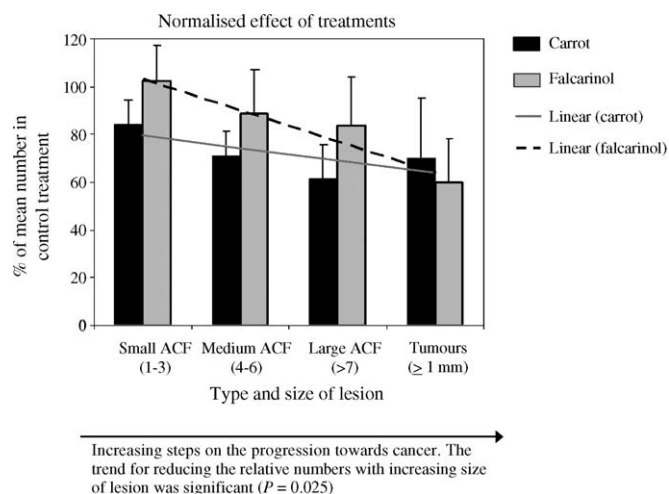 Normalised effect of treatments
120
100
80
60
40
20
0
% of mean number in
control treatment
Small ACF
(1-3)
Medium ACF
(4-6)
Large ACF
(>7)
Tumours
(≥ 1 mm)
Type and size of lesion
Carrot
Falcarinol
Linear (carrot)
Linear (falcarinol)
Increasing steps on the progression towards cancer. The
trend for reducing the relative numbers with increasing size
of lesion was significant (P = 0.025)